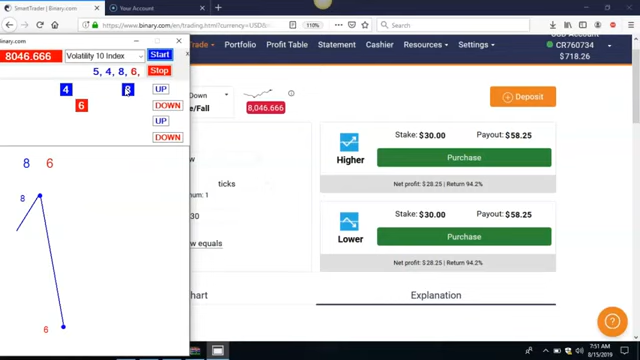 SmartTrader | Binary.com
Your Account
https://www.binary.com/en/trading.html?currency=USD&
110%
Search
inary.com
8046.666
Volatility 10 Index
Start
5, 4, 8, 6,
Stop
4
8
UP
6
DOWN
UP
DOWN
8 6
8
6
Trade
Portfolio
Profit Table
Statement
Cashier
Resources
Settings
CR760734
$718.26
Down
e/Fall
8,046.666
Deposit
Higher
Stake: $30.00
Payout: $58.25
Purchase
Net profit: $28.25 | Return 94.2%
Lower
Stake: $30.00
Payout: $58.25
Purchase
Net profit: $28.25 | Return 94.2%
ow
ticks
num: 1
30
w equals
hart
Explanation
7:51 AM
8/15/2019